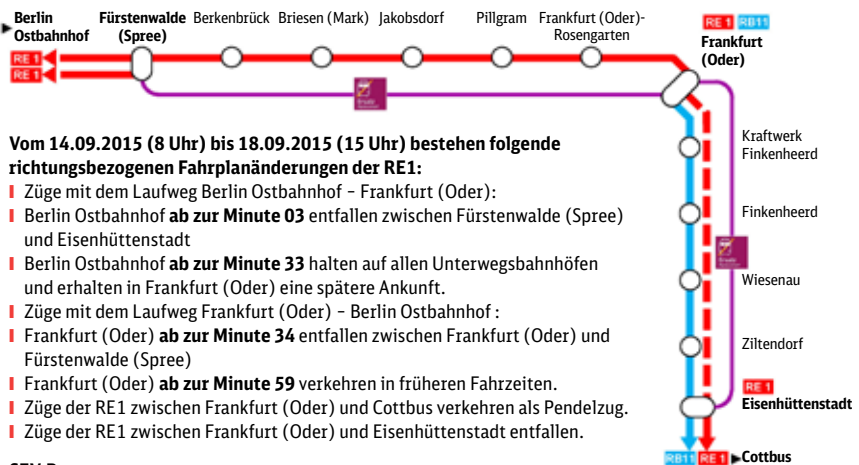 Berlin
Ostbahnhof
Fürstenwalde
(Spree)
Berkenbrück
Briesen (Mark)
Jakobsdorf
Pillgram
Frankfurt (Oder)-
Rosengarten
RE 1 RB11
Frankfurt
(Oder)
RE 1
RE 1
Ersatz
Kraftwerk
Finkenheerd
Finkenheerd
Wiesenau
Ziltendorf
RE 1
Eisenhüttenstadt
RB11 RE 1 Cottbus
Vom 14.09.2015 (8 Uhr) bis 18.09.2015 (15 Uhr) bestehen folgende
richtungsbezogenen Fahrplanänderungen der RE1:
Züge mit dem Laufweg Berlin Ostbahnhof – Frankfurt (Oder):
Berlin Ostbahnhof ab zur Minute 03 entfallen zwischen Fürstenwalde (Spree)
und Eisenhüttenstadt
Berlin Ostbahnhof ab zur Minute 33 halten auf allen Unterwegsbahnhöfen
und erhalten in Frankfurt (Oder) eine spätere Ankunft.
Züge mit dem Laufweg Frankfurt (Oder) – Berlin Ostbahnhof :
Frankfurt (Oder) ab zur Minute 34 entfallen zwischen Frankfurt (Oder) und
Fürstenwalde (Spree)
Frankfurt (Oder) ab zur Minute 59 verkehren in früheren Fahrzeiten.
Züge der RE1 zwischen Frankfurt (Oder) und Cottbus verkehren als Pendelzug.
Züge der RE1 zwischen Frankfurt (Oder) und Eisenhüttenstadt entfallen.